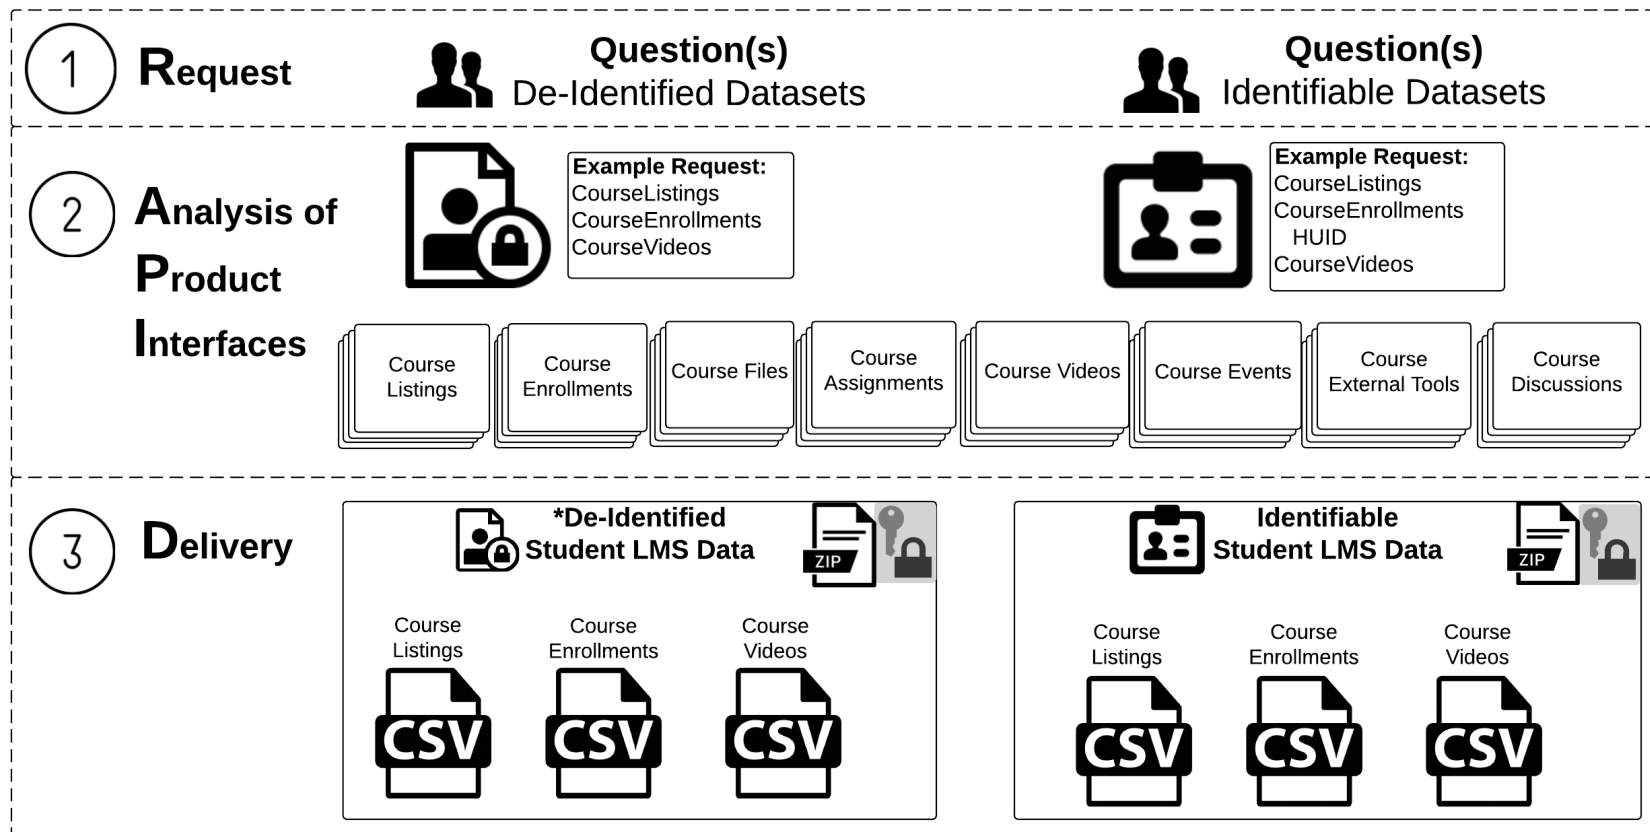 1
Request
Question(s)
De-Identified Datasets
Question(s)
Identifiable Datasets
2
Analysis of
Product
Interfaces
Example Request:
CourseListings
CourseEnrollments
CourseVideos
Example Request:
CourseListings
CourseEnrollments
HUID
CourseVideos
Course
Listings
Course
Enrollments
Course Files
Course
Assignments
Course Videos
Course Events
Course
External Tools
Course
Discussions
3
Delivery
*De-Identified
Student LMS Data
ZIP
Course
Listings
Course
Enrollments
Course
Videos
CSV
CSV
CSV
Identifiable
Student LMS Data
ZIP
Course
Listings
Course
Enrollments
Course
Videos
CSV
CSV
CSV